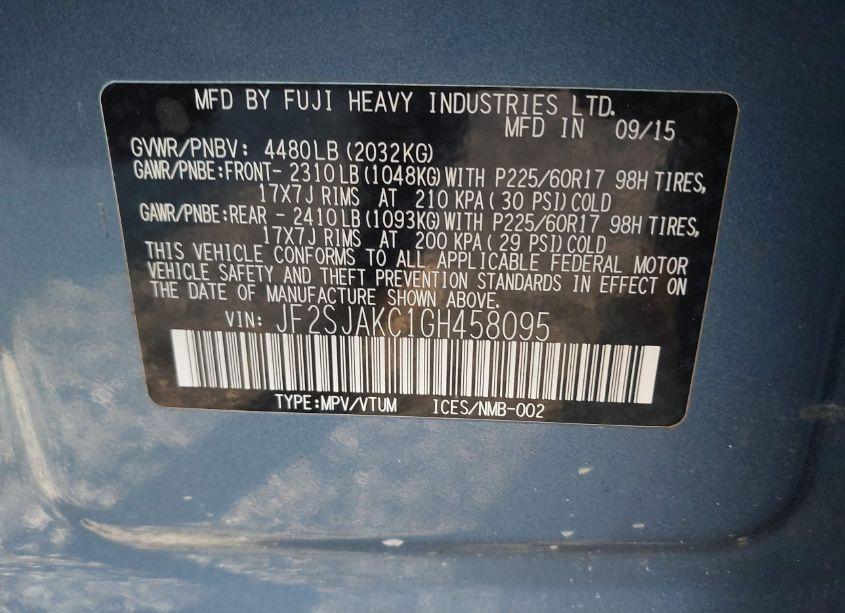 MFD BY FUJI HEAVY INDUSTRIES LTD.
MFD IN 09/15
GVWR/PNBV: 4480LB (2032KG)
GAWR/PNBE:FRONT- 2310LB (1048KG) WITH P225/60R17 98H TIRES,
17X7J RIMS AT 210 KPA ( 30 PSI) COLD
GAWR/PNBE:REAR - 2410LB (1093KG) WITH P225/60R17 98H TIRES,
17X7J RIMS AT 200 KPA ( 29 PSI) COLD
THIS VEHICLE CONFORMS TO ALL APPLICABLE FEDERAL MOTOR
VEHICLE SAFETY AND THEFT PREVENTION STANDARDS IN EFFECT ON
THE DATE OF MANUFACTURE SHOWN ABOVE.
VIN: JF2SJAKC1GH458095
TYPE:MPV/VTUM ICES/NMB-002